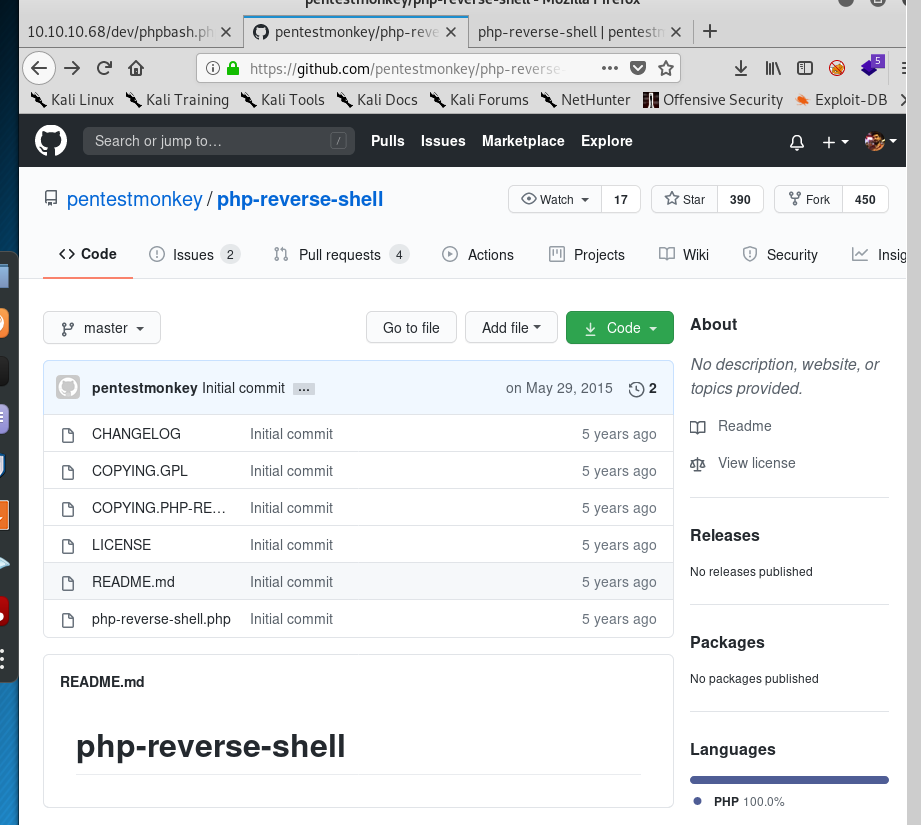 pentestmonkey/php-reverse-shell - Mozilla Firefox
10.10.10.68/dev/phpbash.ph pentestmonkey/php-reve php-reverse-shell | pentestm
https://github.com/pentestmonkey/php-reverse- 5
Kali Linux Kali Training Kali Tools Kali Docs Kali Forums NetHunter Offensive Security Exploit-DB
Search or jump to… / Pulls Issues Marketplace Explore
pentestmonkey / php-reverse-shell Watch 17 Star 390 Fork 450
Code Issues 2 Pull requests 4 Actions Projects Wiki Security Insig
master Go to file Add file Code
About
No description, website, or
topics provided.
Readme
View license
Releases
No releases published
Packages
No packages published
Languages
PHP 100.0%
pentestmonkey Initial commit ... on May 29, 2015 2
CHANGELOG Initial commit 5 years ago
COPYING.GPL Initial commit 5 years ago
COPYING.PHP-RE… Initial commit 5 years ago
LICENSE Initial commit 5 years ago
README.md Initial commit 5 years ago
php-reverse-shell.php Initial commit 5 years ago
README.md
php-reverse-shell